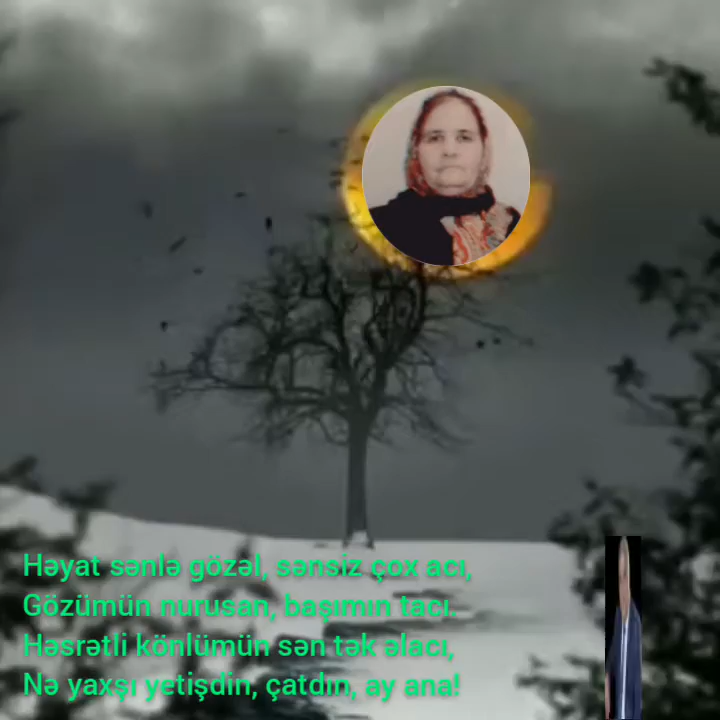 Həyat sənlə gözəl, sənsiz çox acı,
Gözümün nurusan, başımın tacı.
Həsrətli könlümün sən tək əlacı,
Nə yaxşı yetişdin, çatdın, ay ana!